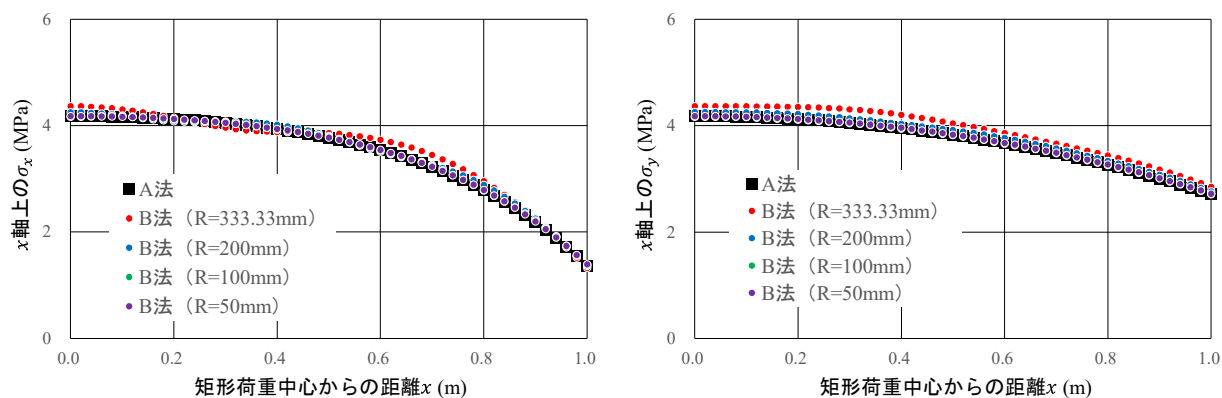 6
4
2
0
x軸上のσx (MPa)
A法
B法（R=333.33mm）
B法（R=200mm）
B法（R=100mm）
B法（R=50mm）
0.0 0.2 0.4 0.6 0.8 1.0
矩形荷重中心からの距離x (m)
6
4
2
0
x軸上のσy (MPa)
A法
B法（R=333.33mm）
B法（R=200mm）
B法（R=100mm）
B法（R=50mm）
0.0 0.2 0.4 0.6 0.8 1.0
矩形荷重中心からの距離x (m)